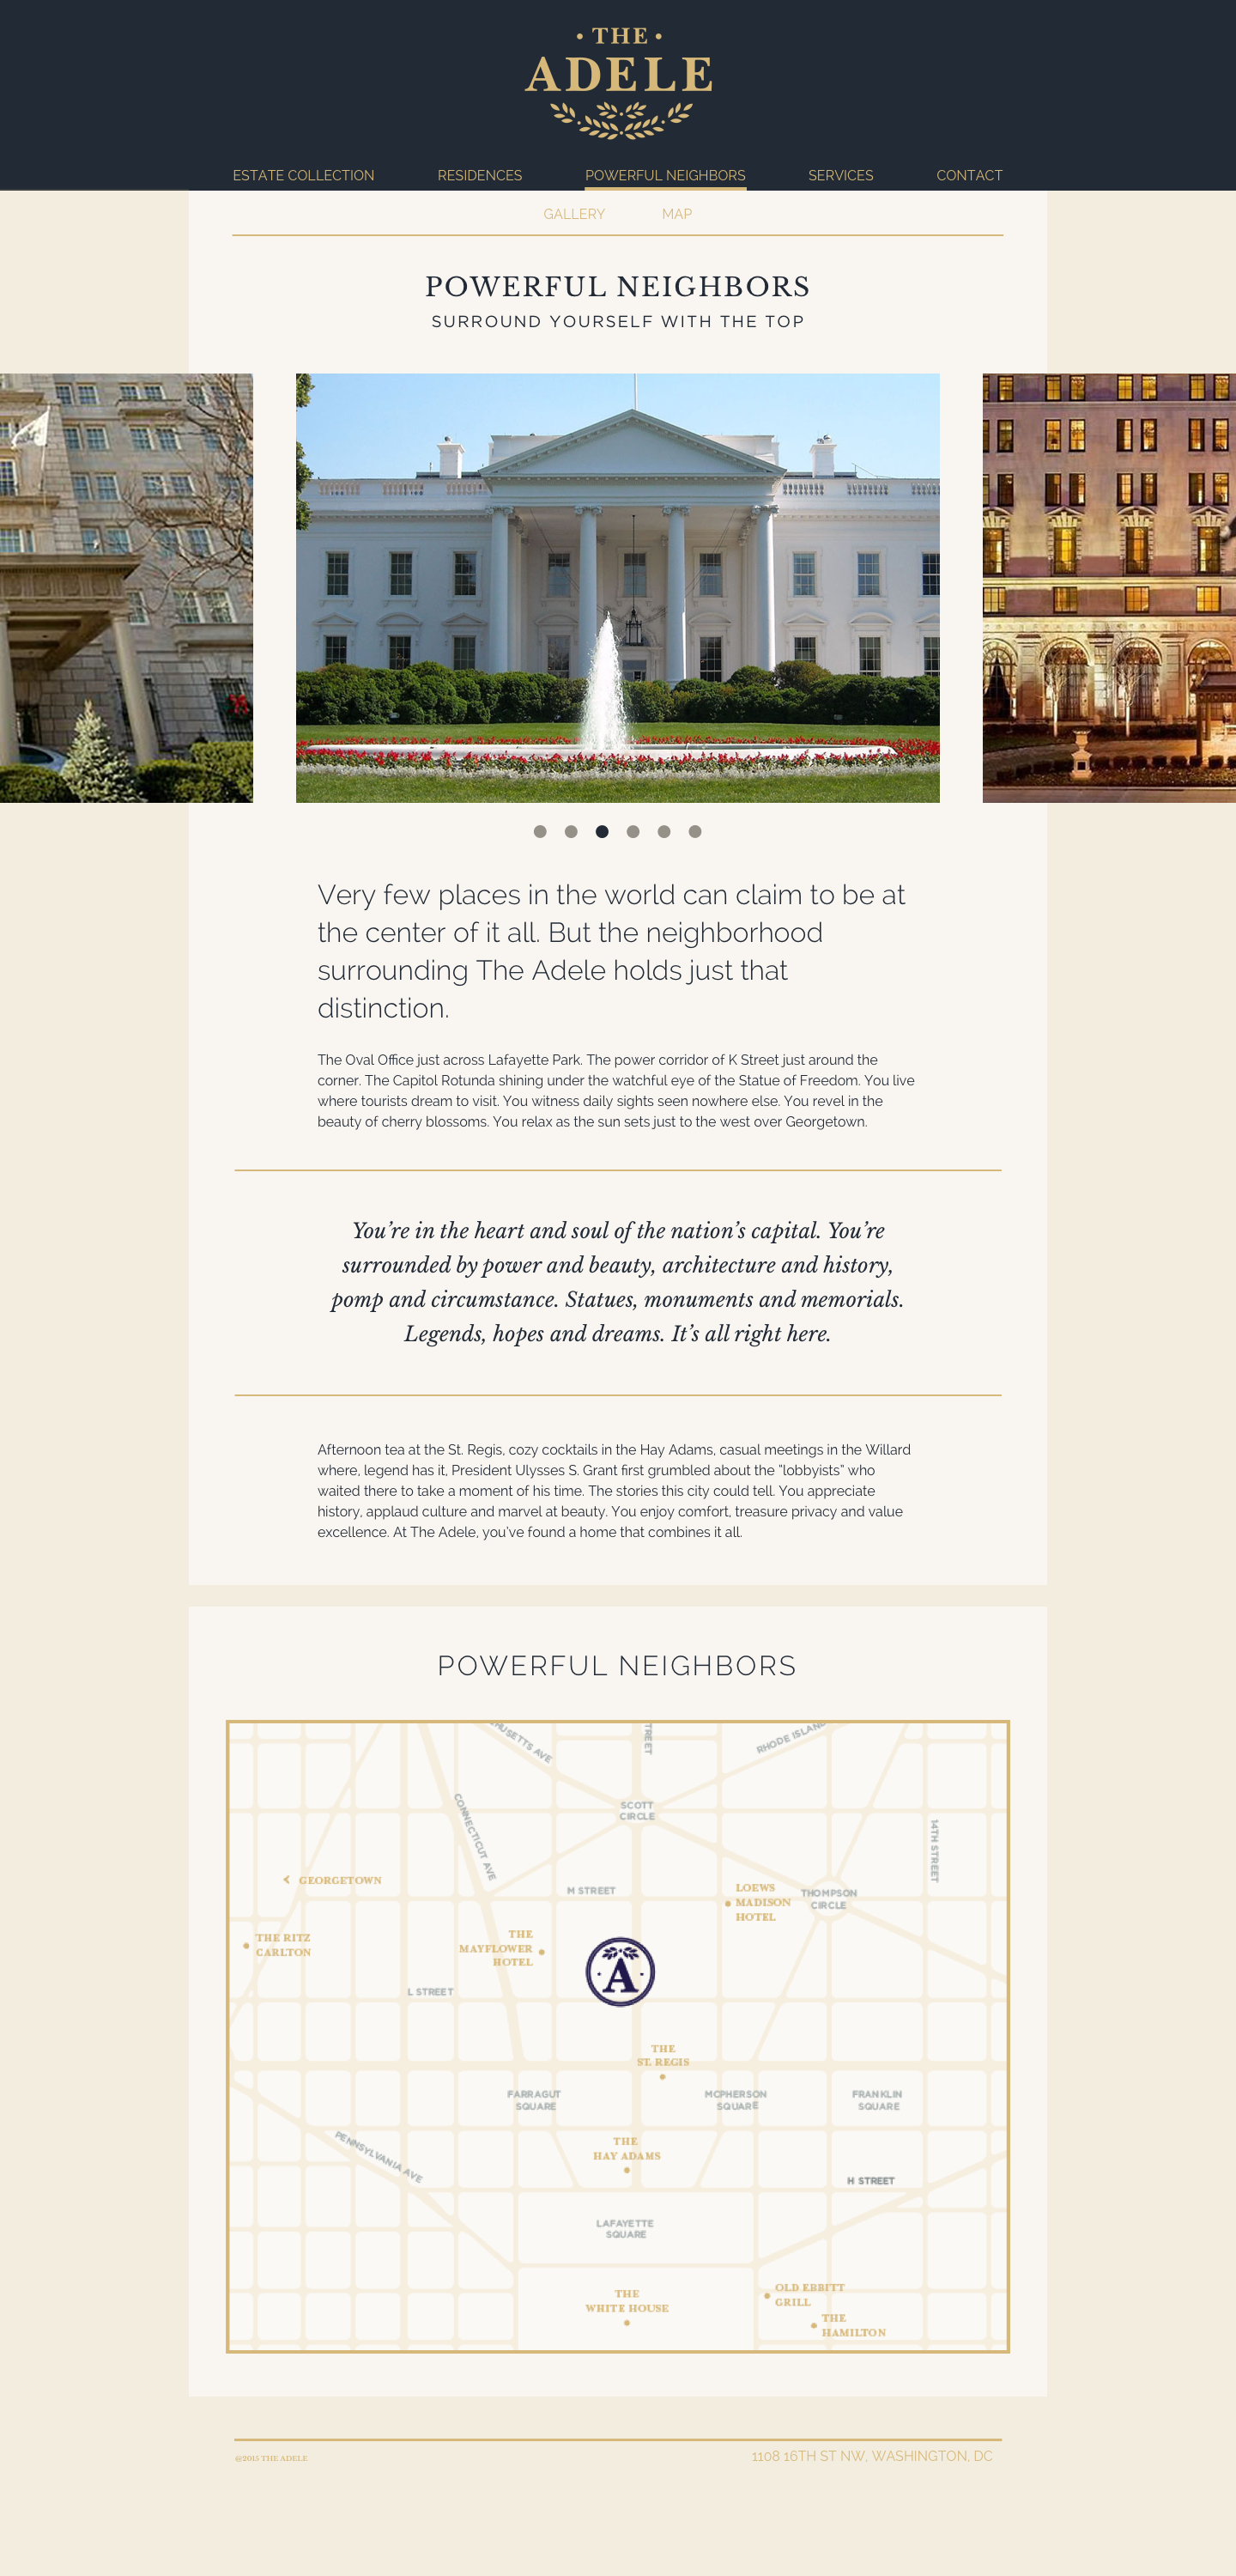 • THE •
ADELE
ESTATE COLLECTION RESIDENCES POWERFUL NEIGHBORS SERVICES CONTACT
GALLERY MAP
POWERFUL NEIGHBORS
SURROUND YOURSELF WITH THE TOP
Very few places in the world can claim to be at
the center of it all. But the neighborhood
surrounding The Adele holds just that
distinction.
The Oval Office just across Lafayette Park. The power corridor of K Street just around the
corner. The Capitol Rotunda shining under the watchful eye of the Statue of Freedom. You live
where tourists dream to visit. You witness daily sights seen nowhere else. You revel in the
beauty of cherry blossoms. You relax as the sun sets just to the west over Georgetown.
You’re in the heart and soul of the nation’s capital. You’re
surrounded by power and beauty, architecture and history,
pomp and circumstance. Statues, monuments and memorials.
Legends, hopes and dreams. It’s all right here.
Afternoon tea at the St. Regis, cozy cocktails in the Hay Adams, casual meetings in the Willard
where, legend has it, President Ulysses S. Grant first grumbled about the "lobbyists" who
waited there to take a moment of his time. The stories this city could tell. You appreciate
history, applaud culture and marvel at beauty. You enjoy comfort, treasure privacy and value
excellence. At The Adele, you've found a home that combines it all.
POWERFUL NEIGHBORS
HUSETTS AVE
TREET
RHODE ISLAND
SCOTT
CIRCLE
CONNECTICUT AVE
14TH STREET
< GEORGETOWN
M STREET
LOEWS
MADISON
HOTEL
THOMPSON
CIRCLE
THE RITZ
CARLTON
THE
MAYFLOWER
HOTEL
A
L STREET
THE
ST. REGIS
FARRAGUT
SQUARE
MCPHERSON
SQUARE
FRANKLIN
SQUARE
PENNSYLVANIA AVE
THE
HAY ADAMS
H STREET
LAFAYETTE
SQUARE
THE
WHITE HOUSE
OLD EBBITT
GRILL
THE
HAMILTON
@2013 THE ADELE
1108 16TH ST NW, WASHINGTON, DC